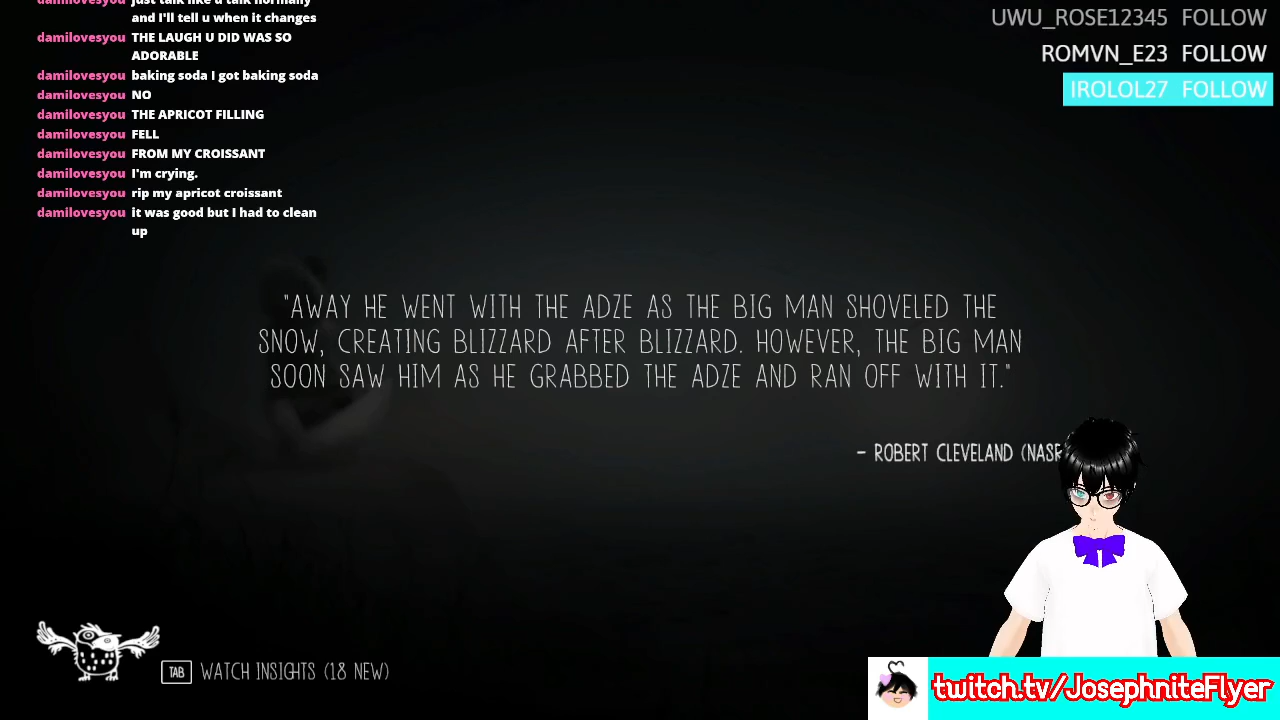 damilovesyou just talk like u talk normally
and I'll tell u when it changes
damilovesyou THE LAUGH U DID WAS SO
ADORABLE
damilovesyou baking soda I got baking soda
damilovesyou NO
damilovesyou THE APRICOT FILLING
damilovesyou FELL
damilovesyou FROM MY CROISSANT
damilovesyou I'm crying.
damilovesyou rip my apricot croissant
damilovesyou it was good but I had to clean
up
UWU_ROSE12345 FOLLOW
ROMVN_E23 FOLLOW
IROLOL27 FOLLOW
"AWAY HE WENT WITH THE ADZE AS THE BIG MAN SHOVELED THE
SNOW, CREATING BLIZZARD AFTER BLIZZARD. HOWEVER, THE BIG MAN
SOON SAW HIM AS HE GRABBED THE ADZE AND RAN OFF WITH IT."
- ROBERT CLEVELAND
TAB WATCH INSIGHTS (18 NEW)
twitch.tv/JosephniteFlyer